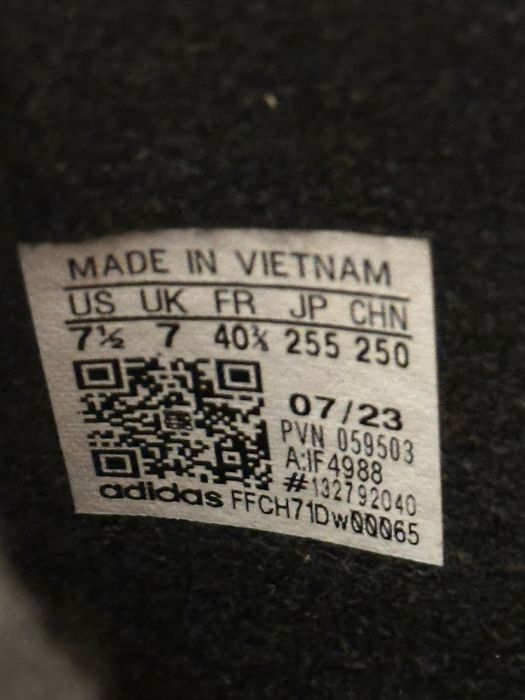 MADE IN VIETNAM
US UK FR JP CHN
7½ 7 40⅔ 255 250
07/23
PVN 059503
A:IF4988
#132792040
adidas FFCH71Dw00065